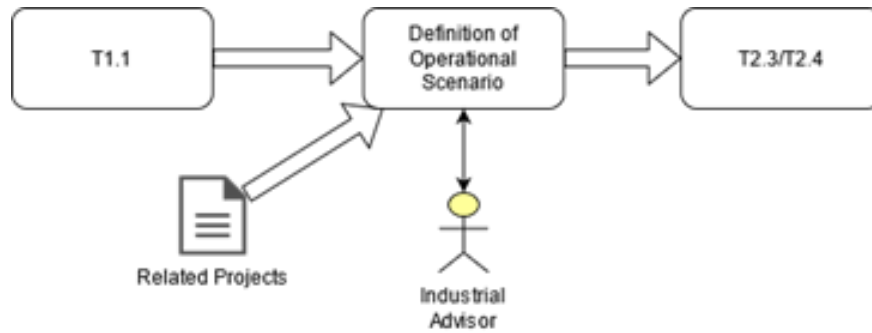 T1.1
Definition of
Operational
Scenario
T2.3/T2.4
Related Projects
Industrial
Advisor